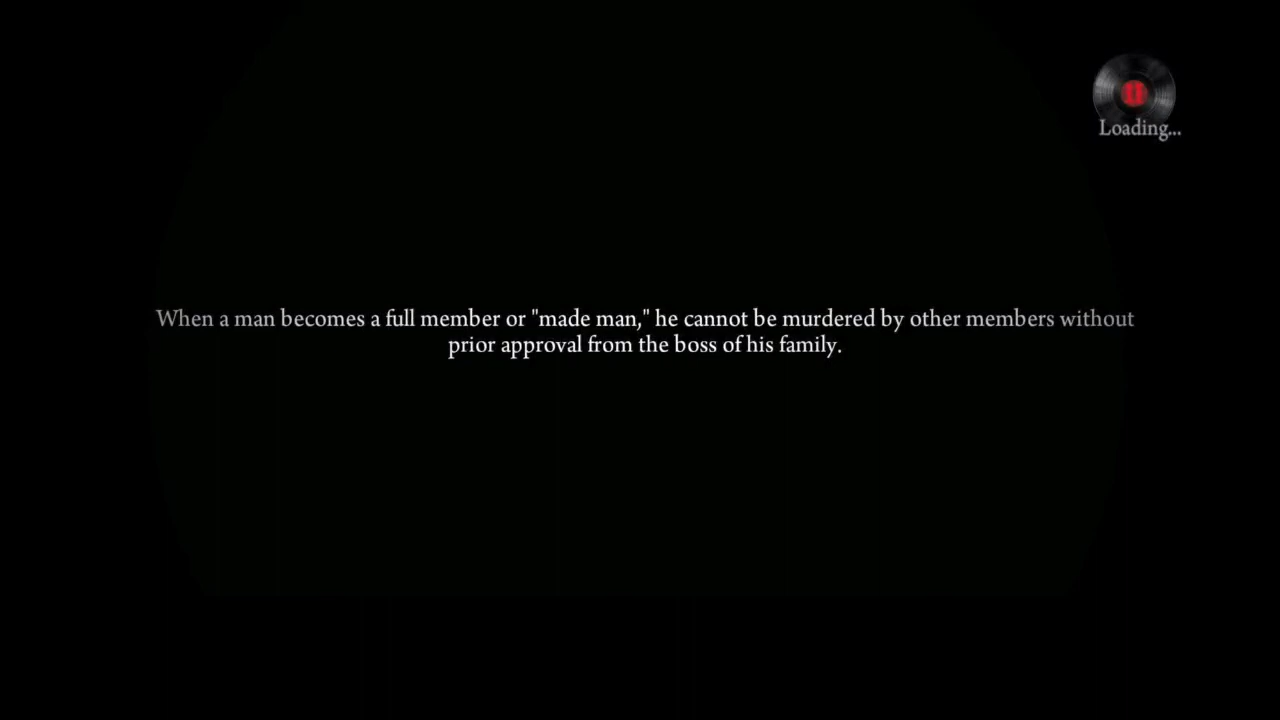 Loading...
When a man becomes a full member or "made man," he cannot be murdered by other members without
prior approval from the boss of his family.